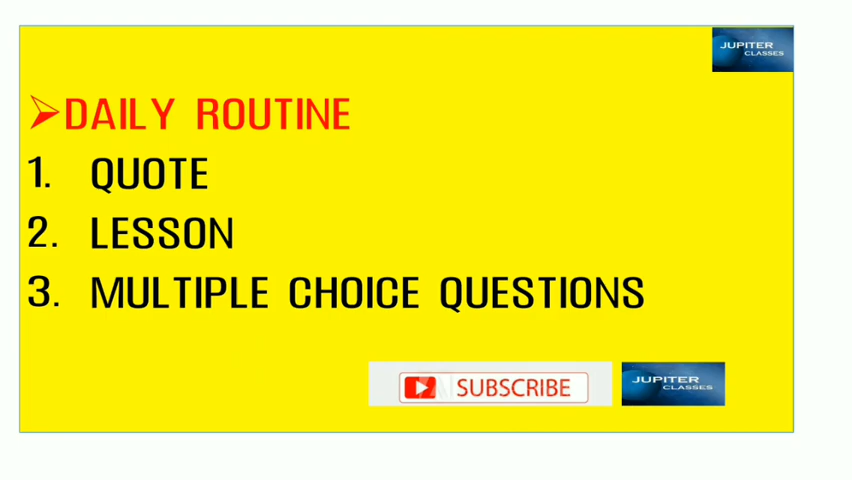 JUPITER
CLASSES
➢DAILY ROUTINE
1. QUOTE
2. LESSON
3. MULTIPLE CHOICE QUESTIONS
SUBSCRIBE
JUPITER
CLASSES